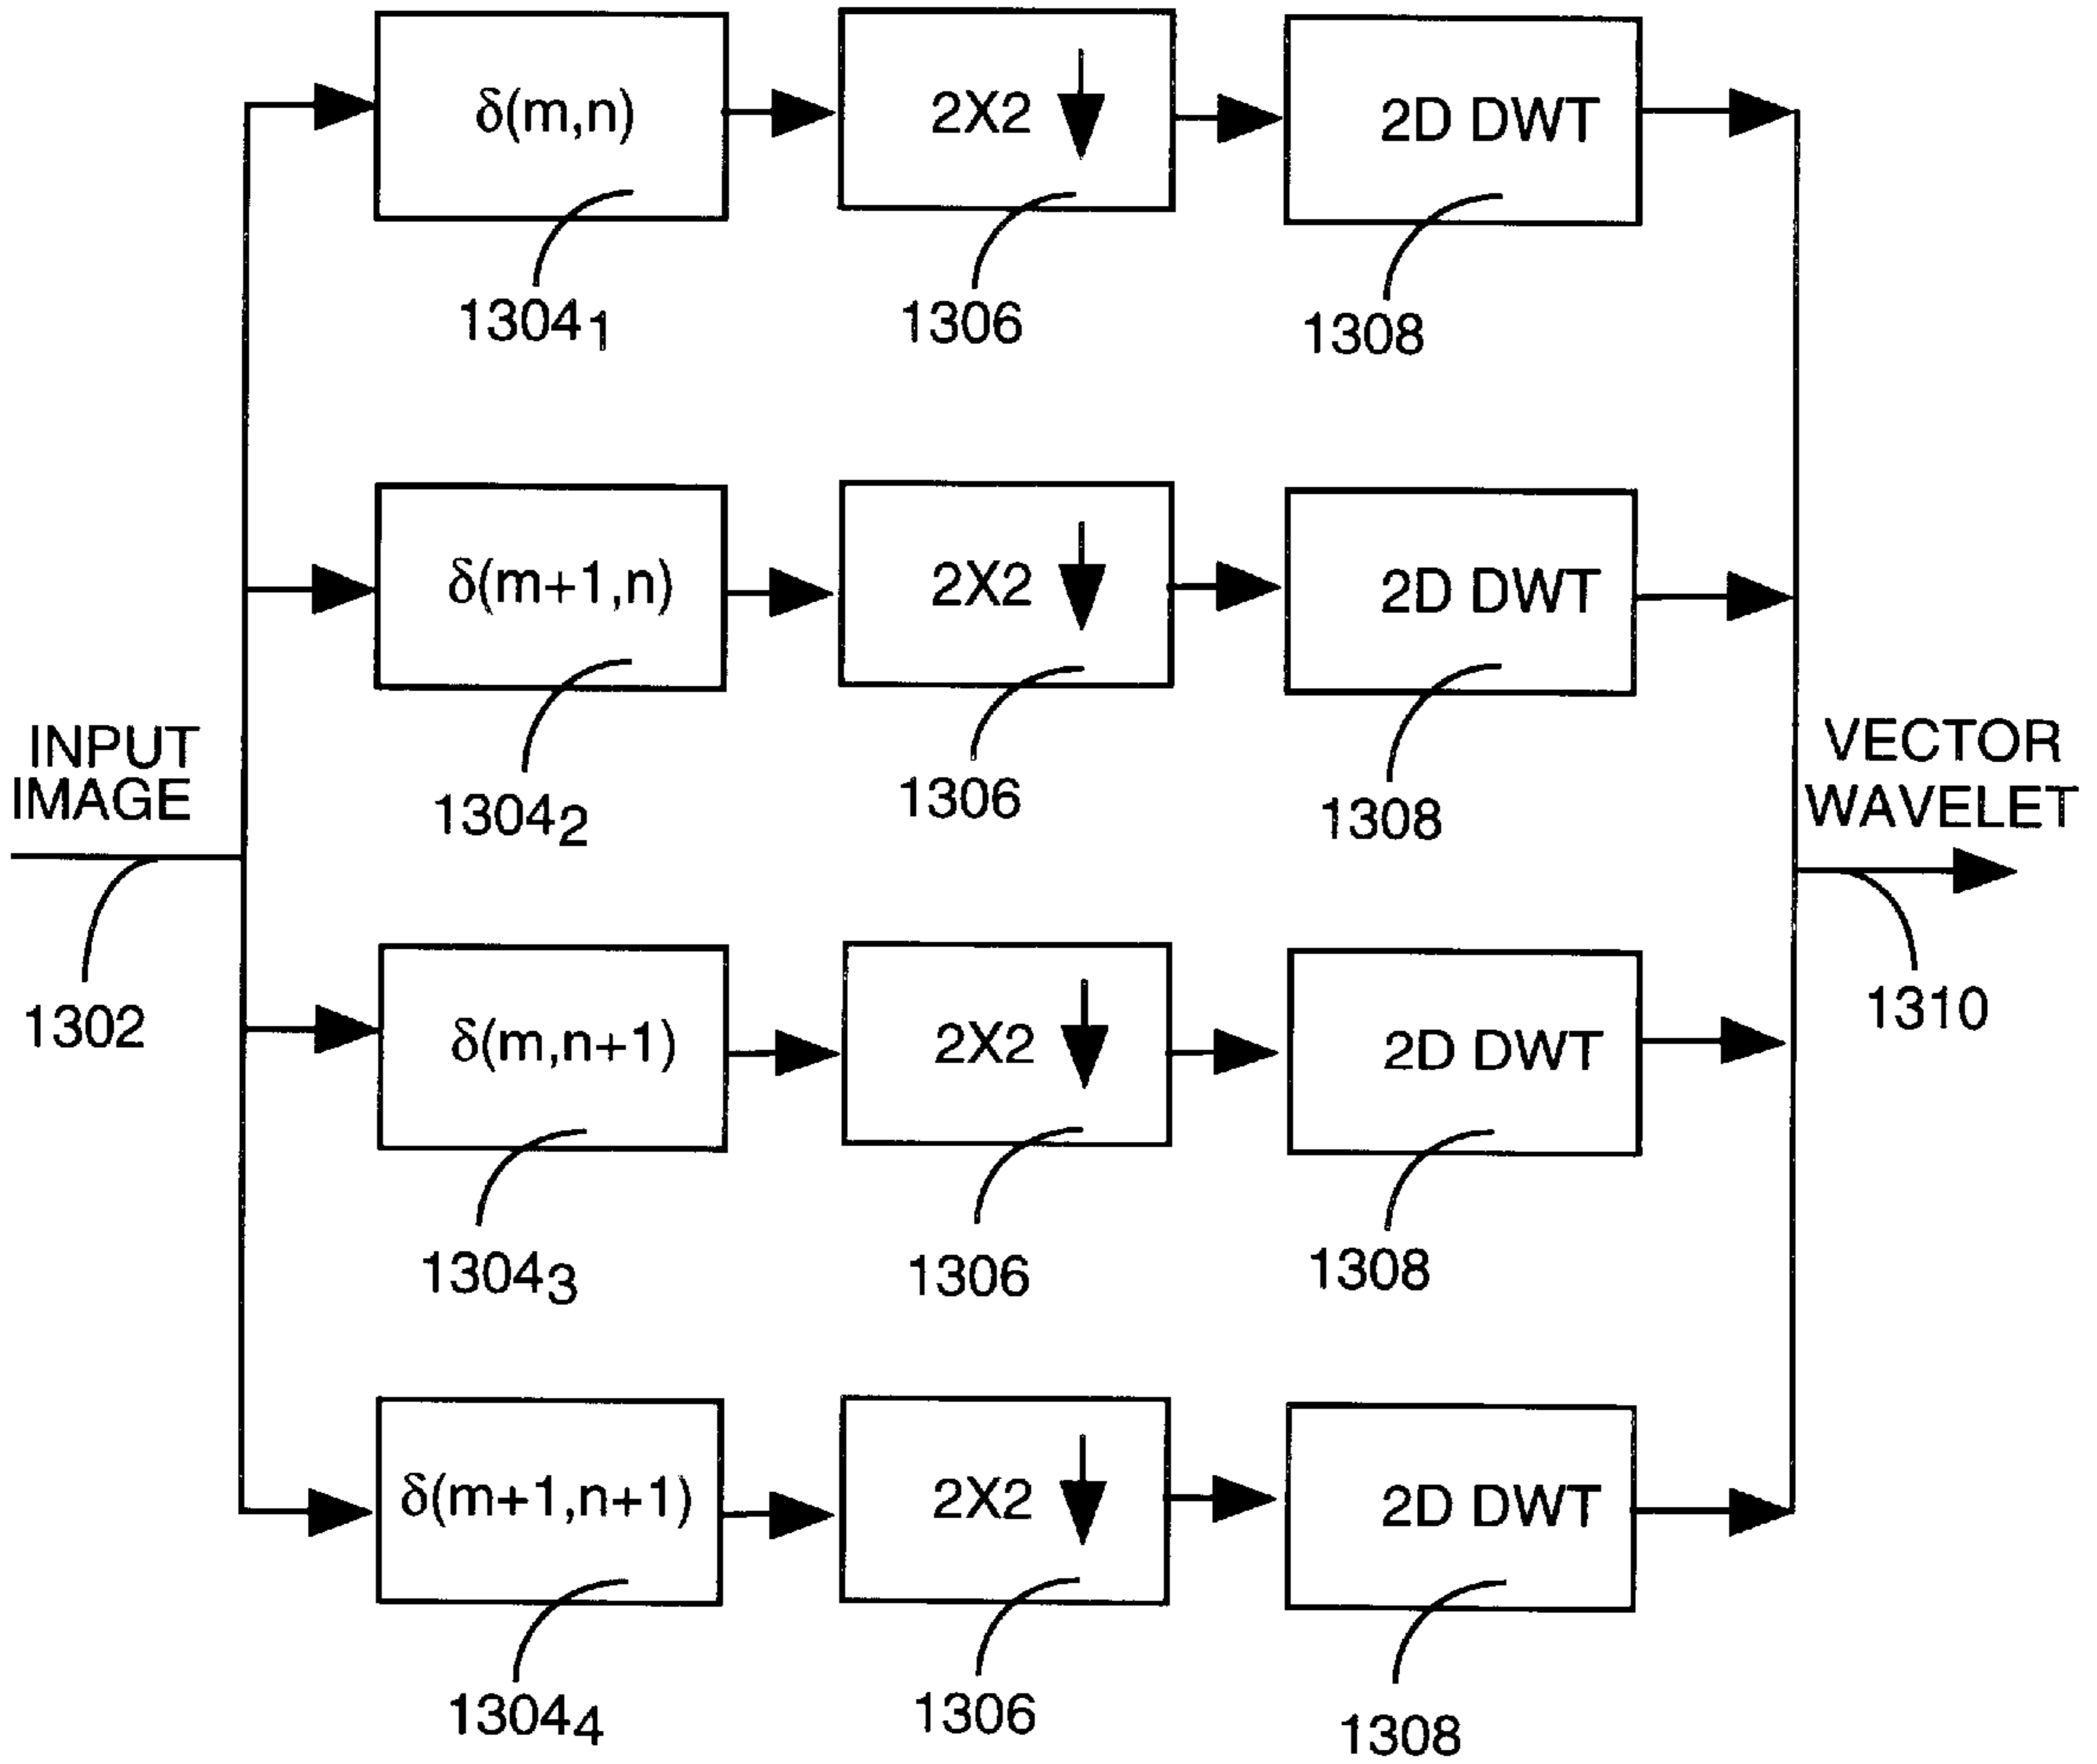 δ(m,n)
2X2
2D DWT
1304₁
1306
1308
δ(m+1,n)
2X2
2D DWT
1304₂
1306
1308
INPUT
IMAGE
1302
VECTOR
WAVELET
1310
δ(m,n+1)
2X2
2D DWT
1304₃
1306
1308
δ(m+1,n+1)
2X2
2D DWT
1304₄
1306
1308